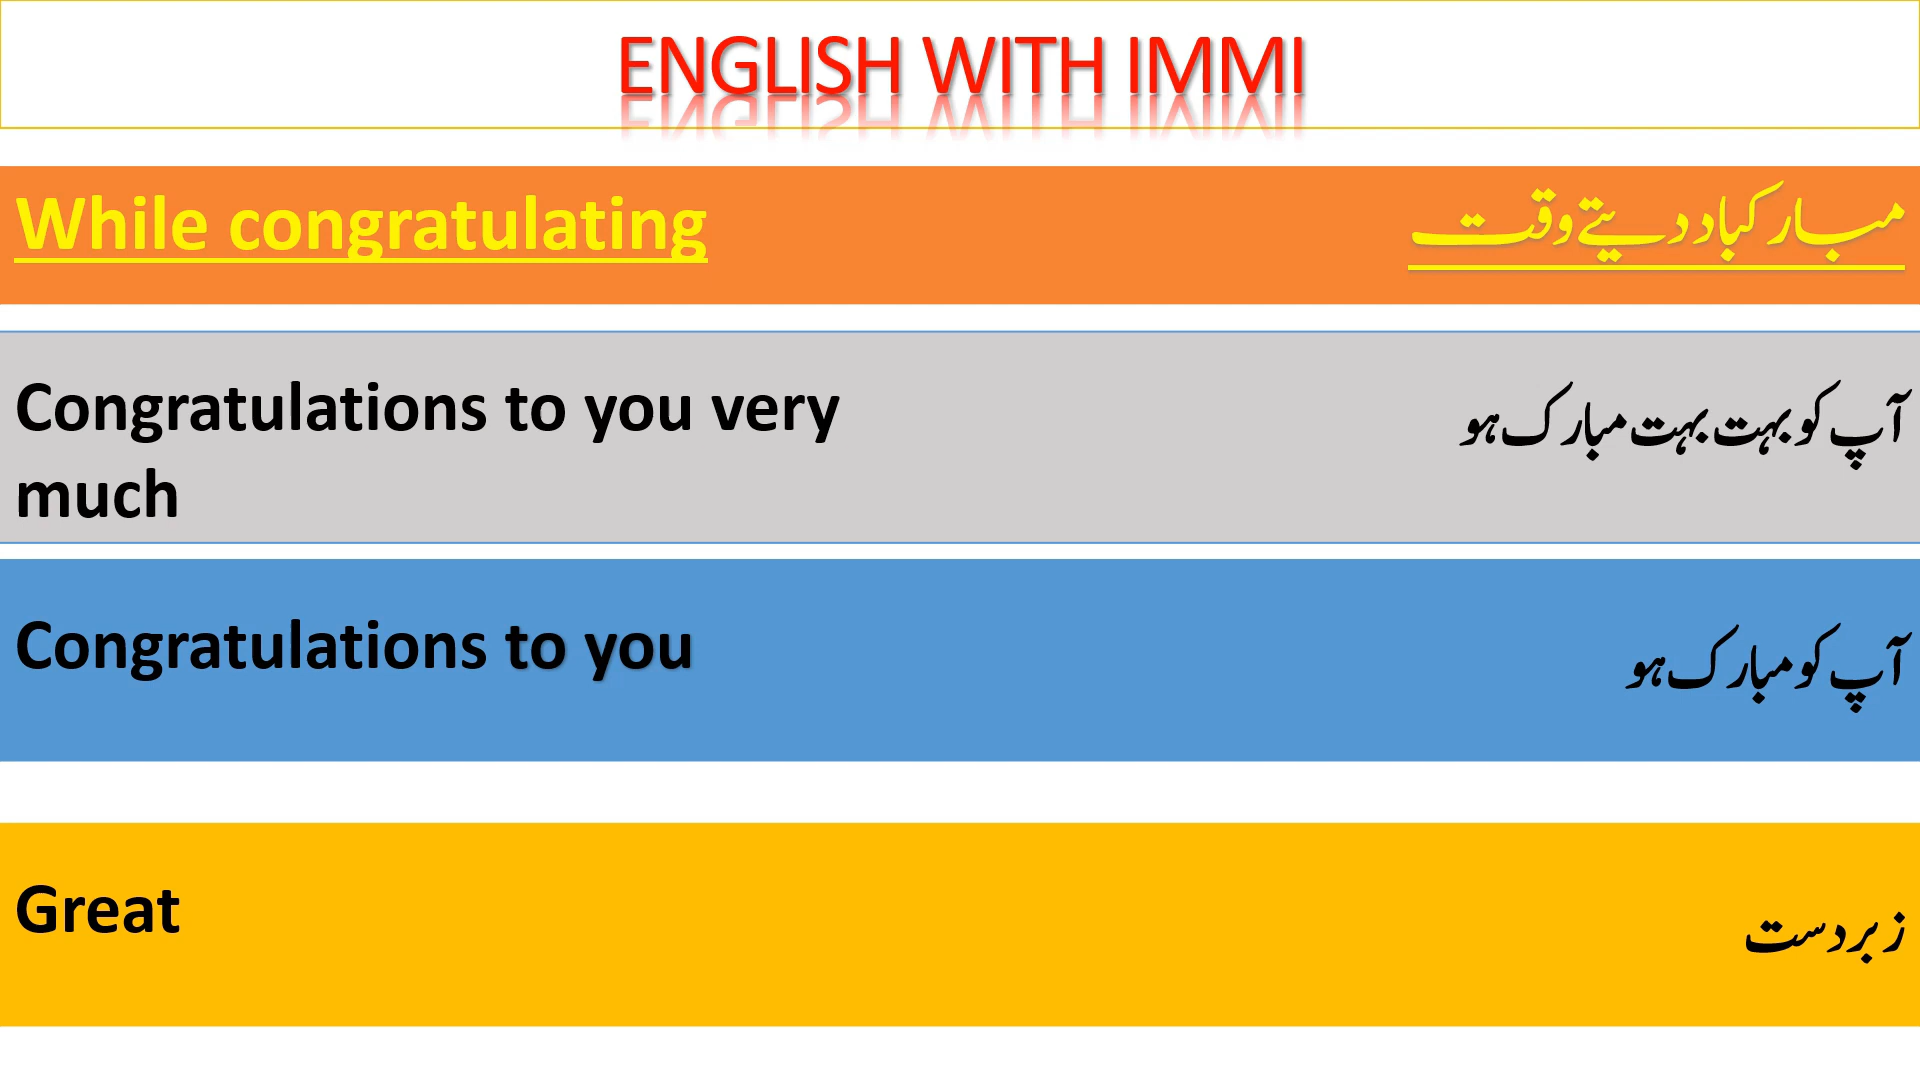 ENGLISH WITH IMMI
While congratulating
مبارکباد دیتے وقت
Congratulations to you very
much
آپ کو بہت بہت مبارک ہو
Congratulations to you
آپ کو مبارک ہو
Great
زبردست